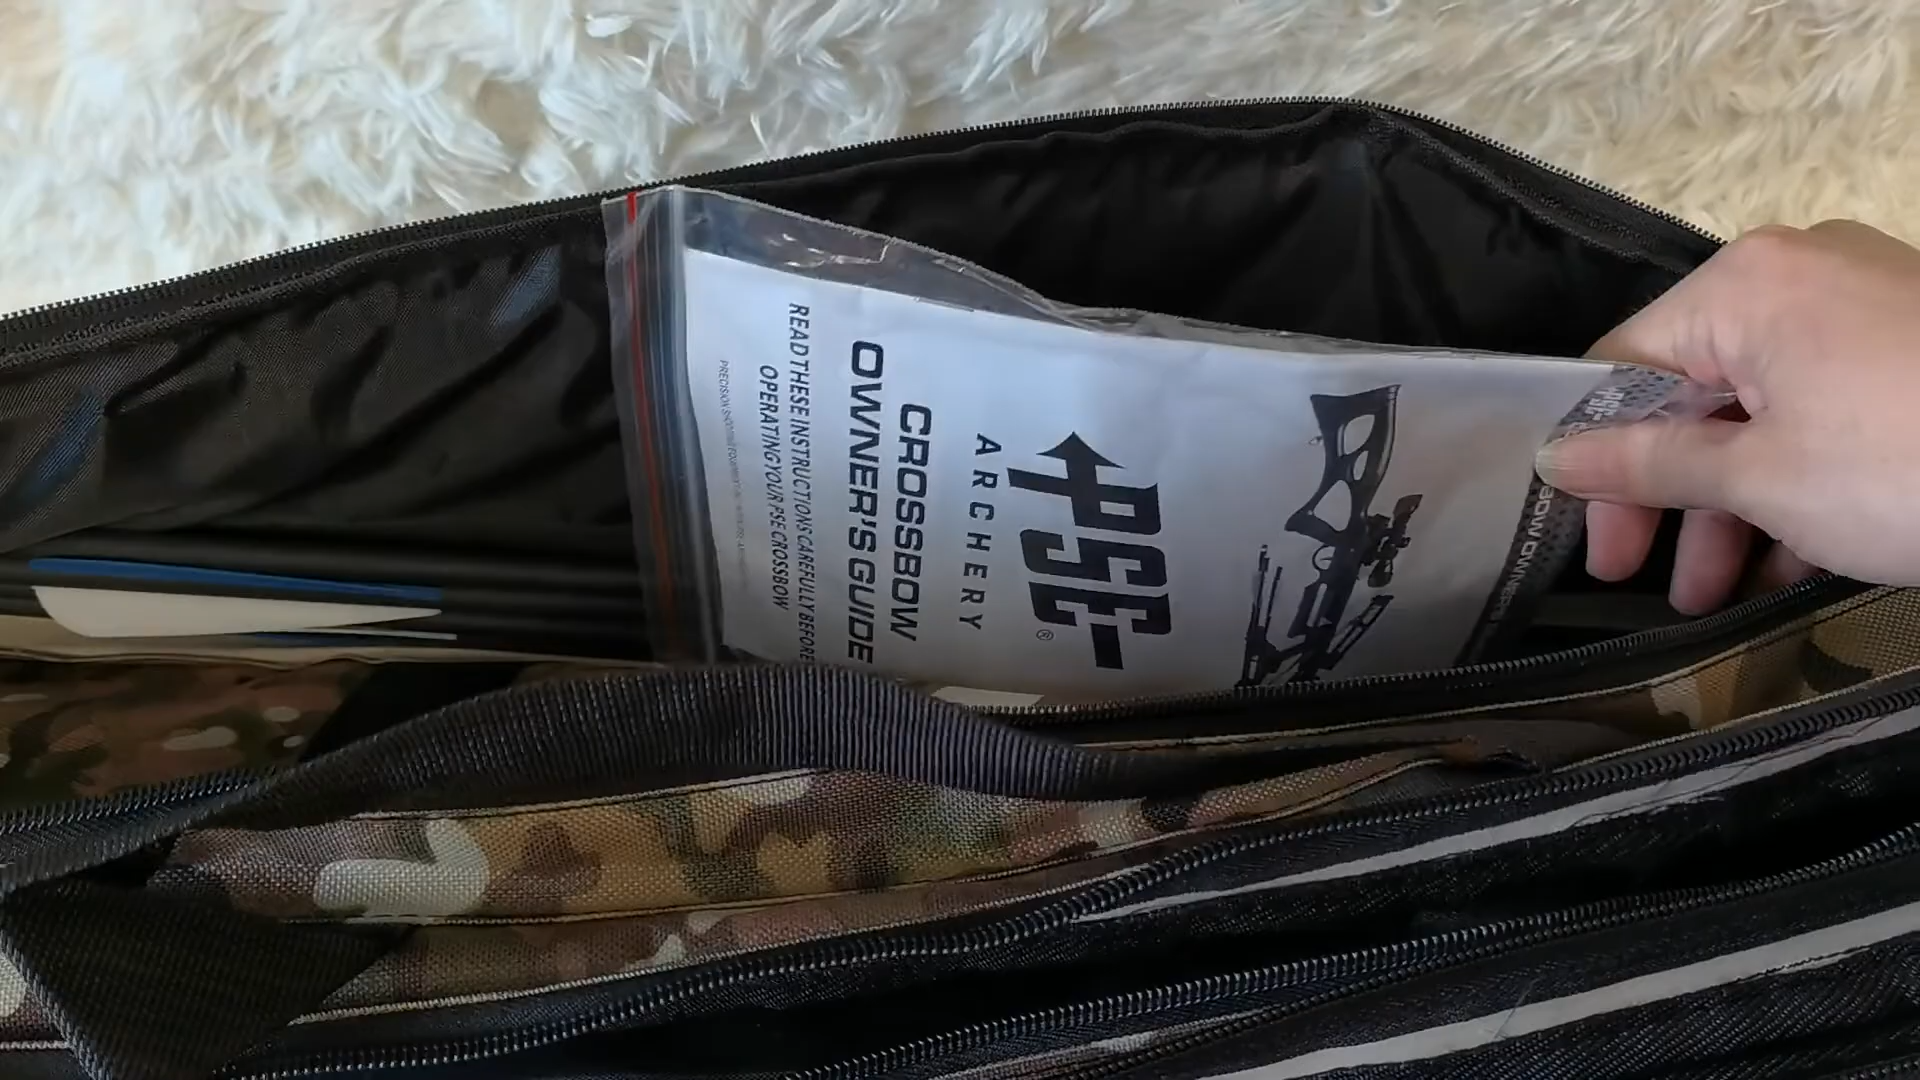 PSE®
ARCHERY
CROSSBOW
OWNER'S GUIDE
READ THESE INSTRUCTIONS CAREFULLY BEFORE
OPERATING YOUR PSE CROSSBOW